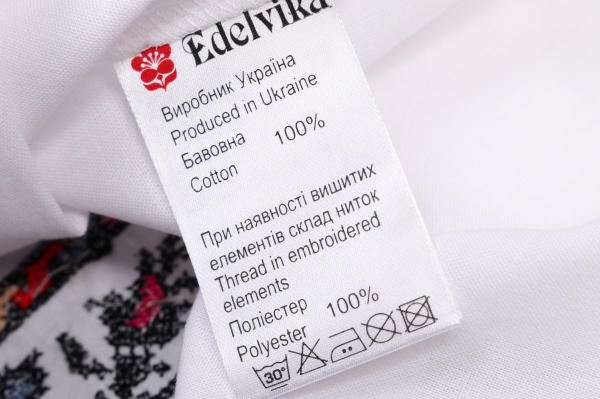 Edelvika
Виробник Україна
Produced in Ukraine
Бавовна
Cotton
100%
При наявності вишитих
елементів склад ниток
Thread in embroidered
elements
Поліестер
Polyester
100%
30°